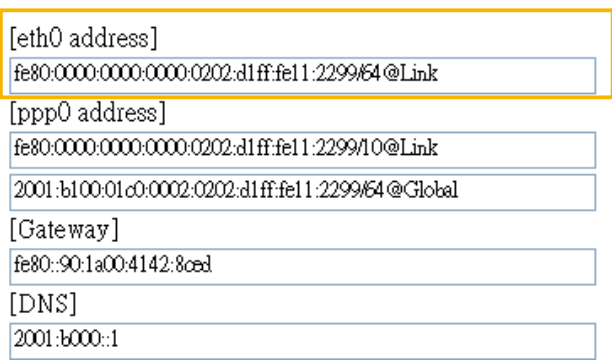 [eth0 address]
fe80:0000:0000:0000:0202:d1ff:fe11:2299/64@Link
[ppp0 address]
fe80:0000:0000:0000:0202:d1ff:fe11:2299/10@Link
2001:b100:01c0:0002:0202:d1ff:fe11:2299/64@Global
[Gateway]
fe80::90:1a00:4142:8ced
[DNS]
2001:b000::1